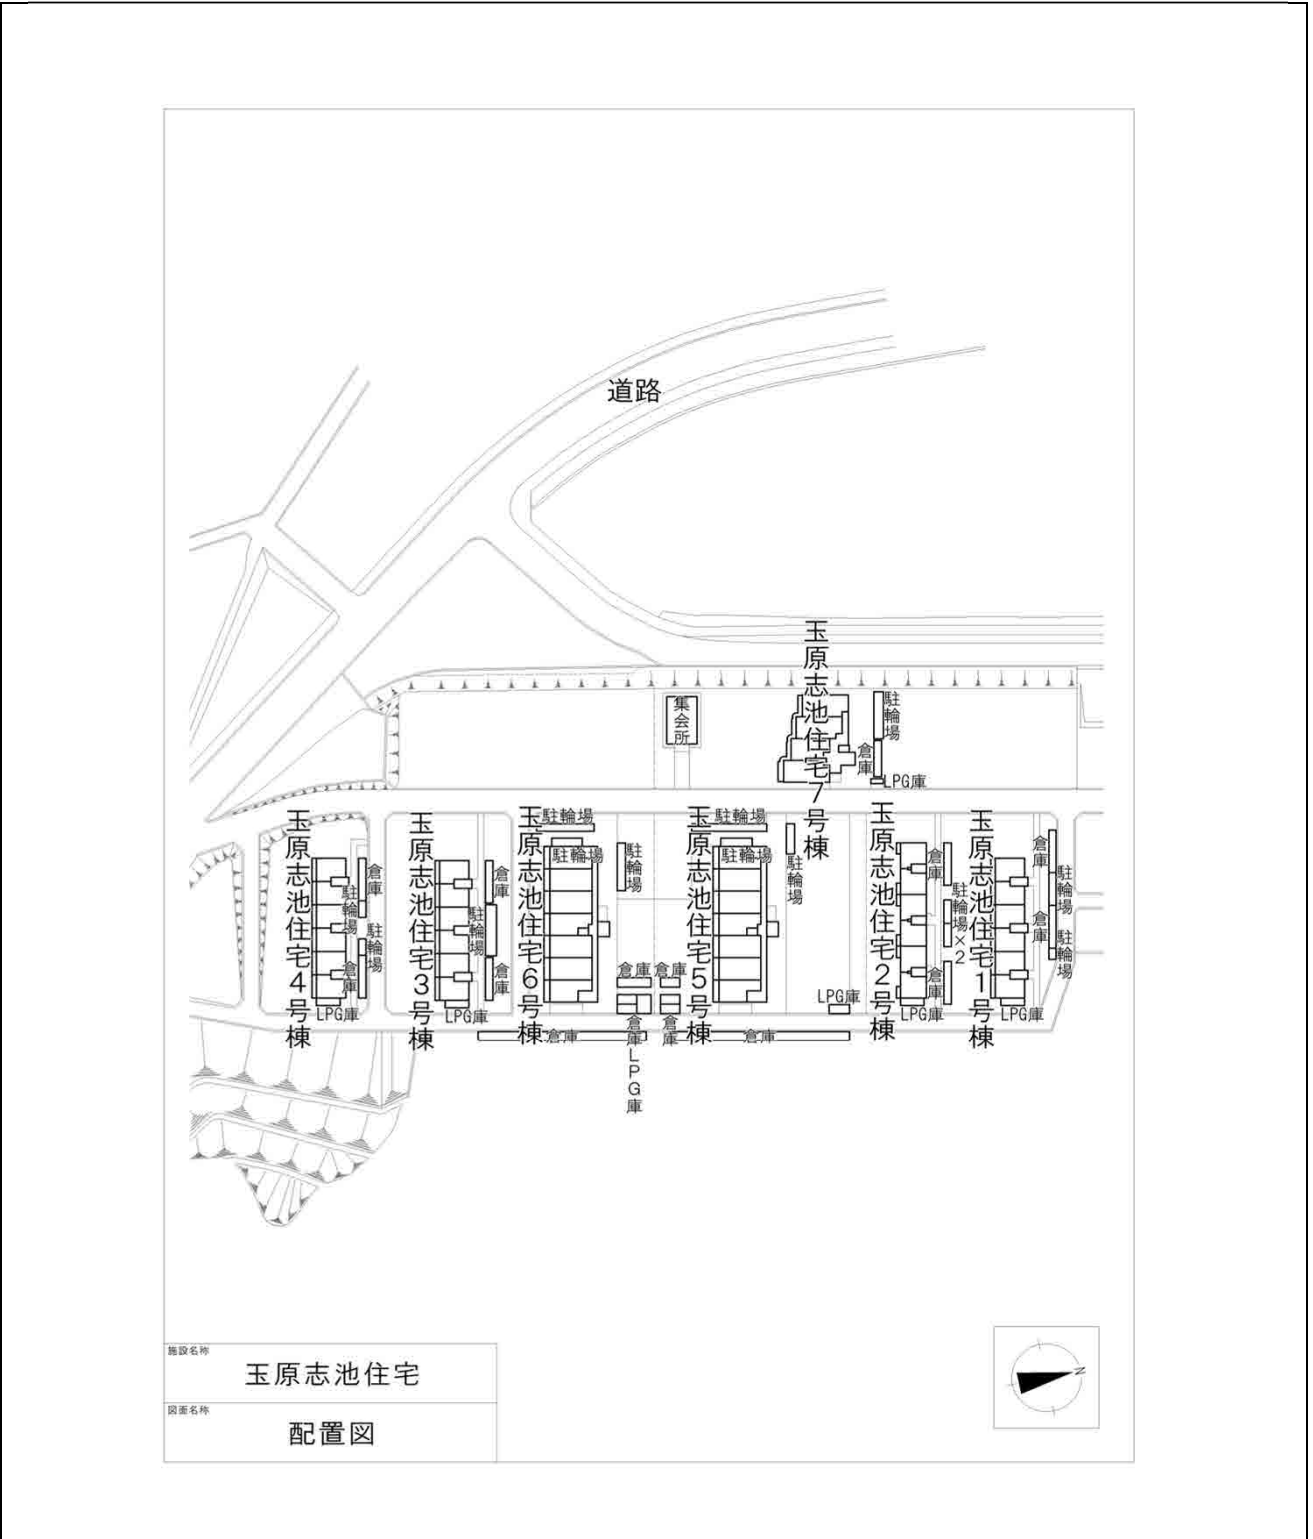 道路
玉原志池住宅7号棟
集会所
駐輪場
倉庫
LPG庫
玉原志池住宅4号棟
倉庫
駐輪場
駐輪場
倉庫
LPG庫
玉原志池住宅3号棟
倉庫
駐輪場
倉庫
LPG庫
玉原志池住宅6号棟
駐輪場
駐輪場
駐輪場
倉庫
倉庫
倉庫LPG庫
倉庫
倉庫
玉原志池住宅5号棟
駐輪場
駐輪場
駐輪場
倉庫
LPG庫
玉原志池住宅2号棟
倉庫
駐輪場×2
倉庫
LPG庫
玉原志池住宅1号棟
倉庫
駐輪場
倉庫
駐輪場
LPG庫
施設名称
玉原志池住宅
図面名称
配置図
N